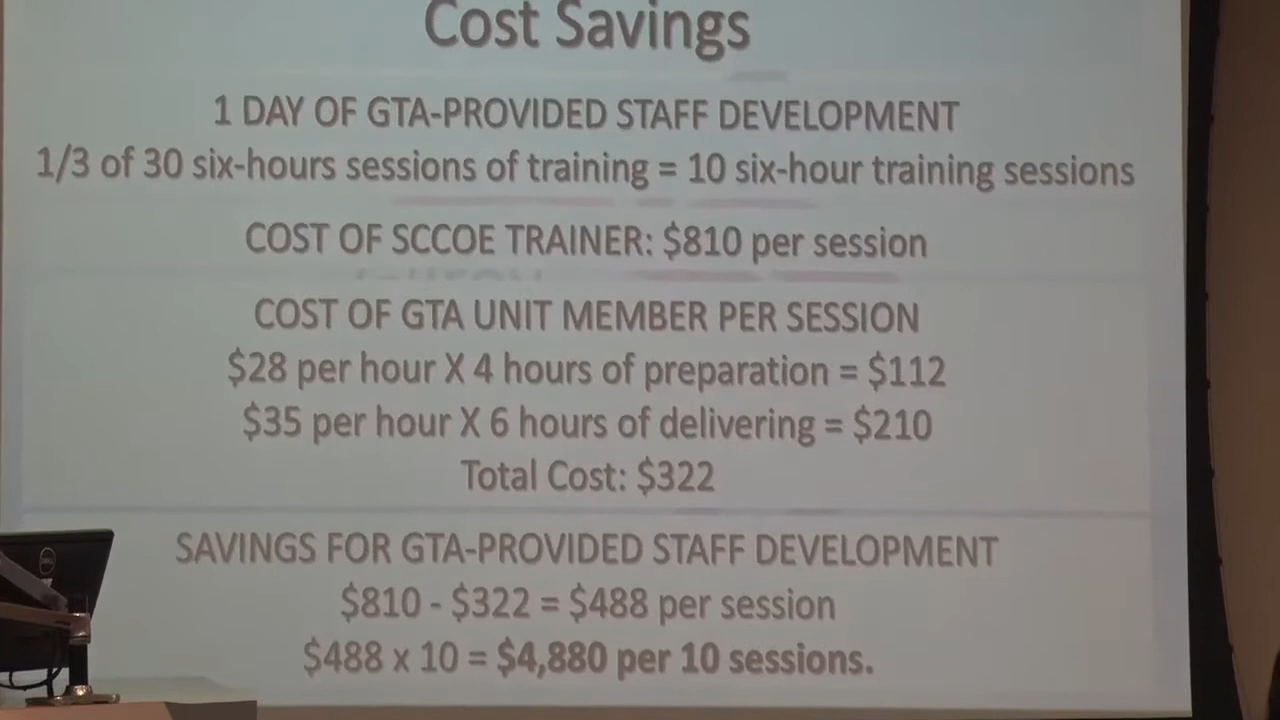 Cost Savings
1 DAY OF GTA-PROVIDED STAFF DEVELOPMENT
1/3 of 30 six-hours sessions of training = 10 six-hour training sessions
COST OF SCCOE TRAINER: $810 per session
COST OF GTA UNIT MEMBER PER SESSION
$28 per hour X 4 hours of preparation = $112
$35 per hour X 6 hours of delivering = $210
Total Cost: $322
SAVINGS FOR GTA-PROVIDED STAFF DEVELOPMENT
$810 - $322 = $488 per session
$488 x 10 = $4,880 per 10 sessions.
DELL